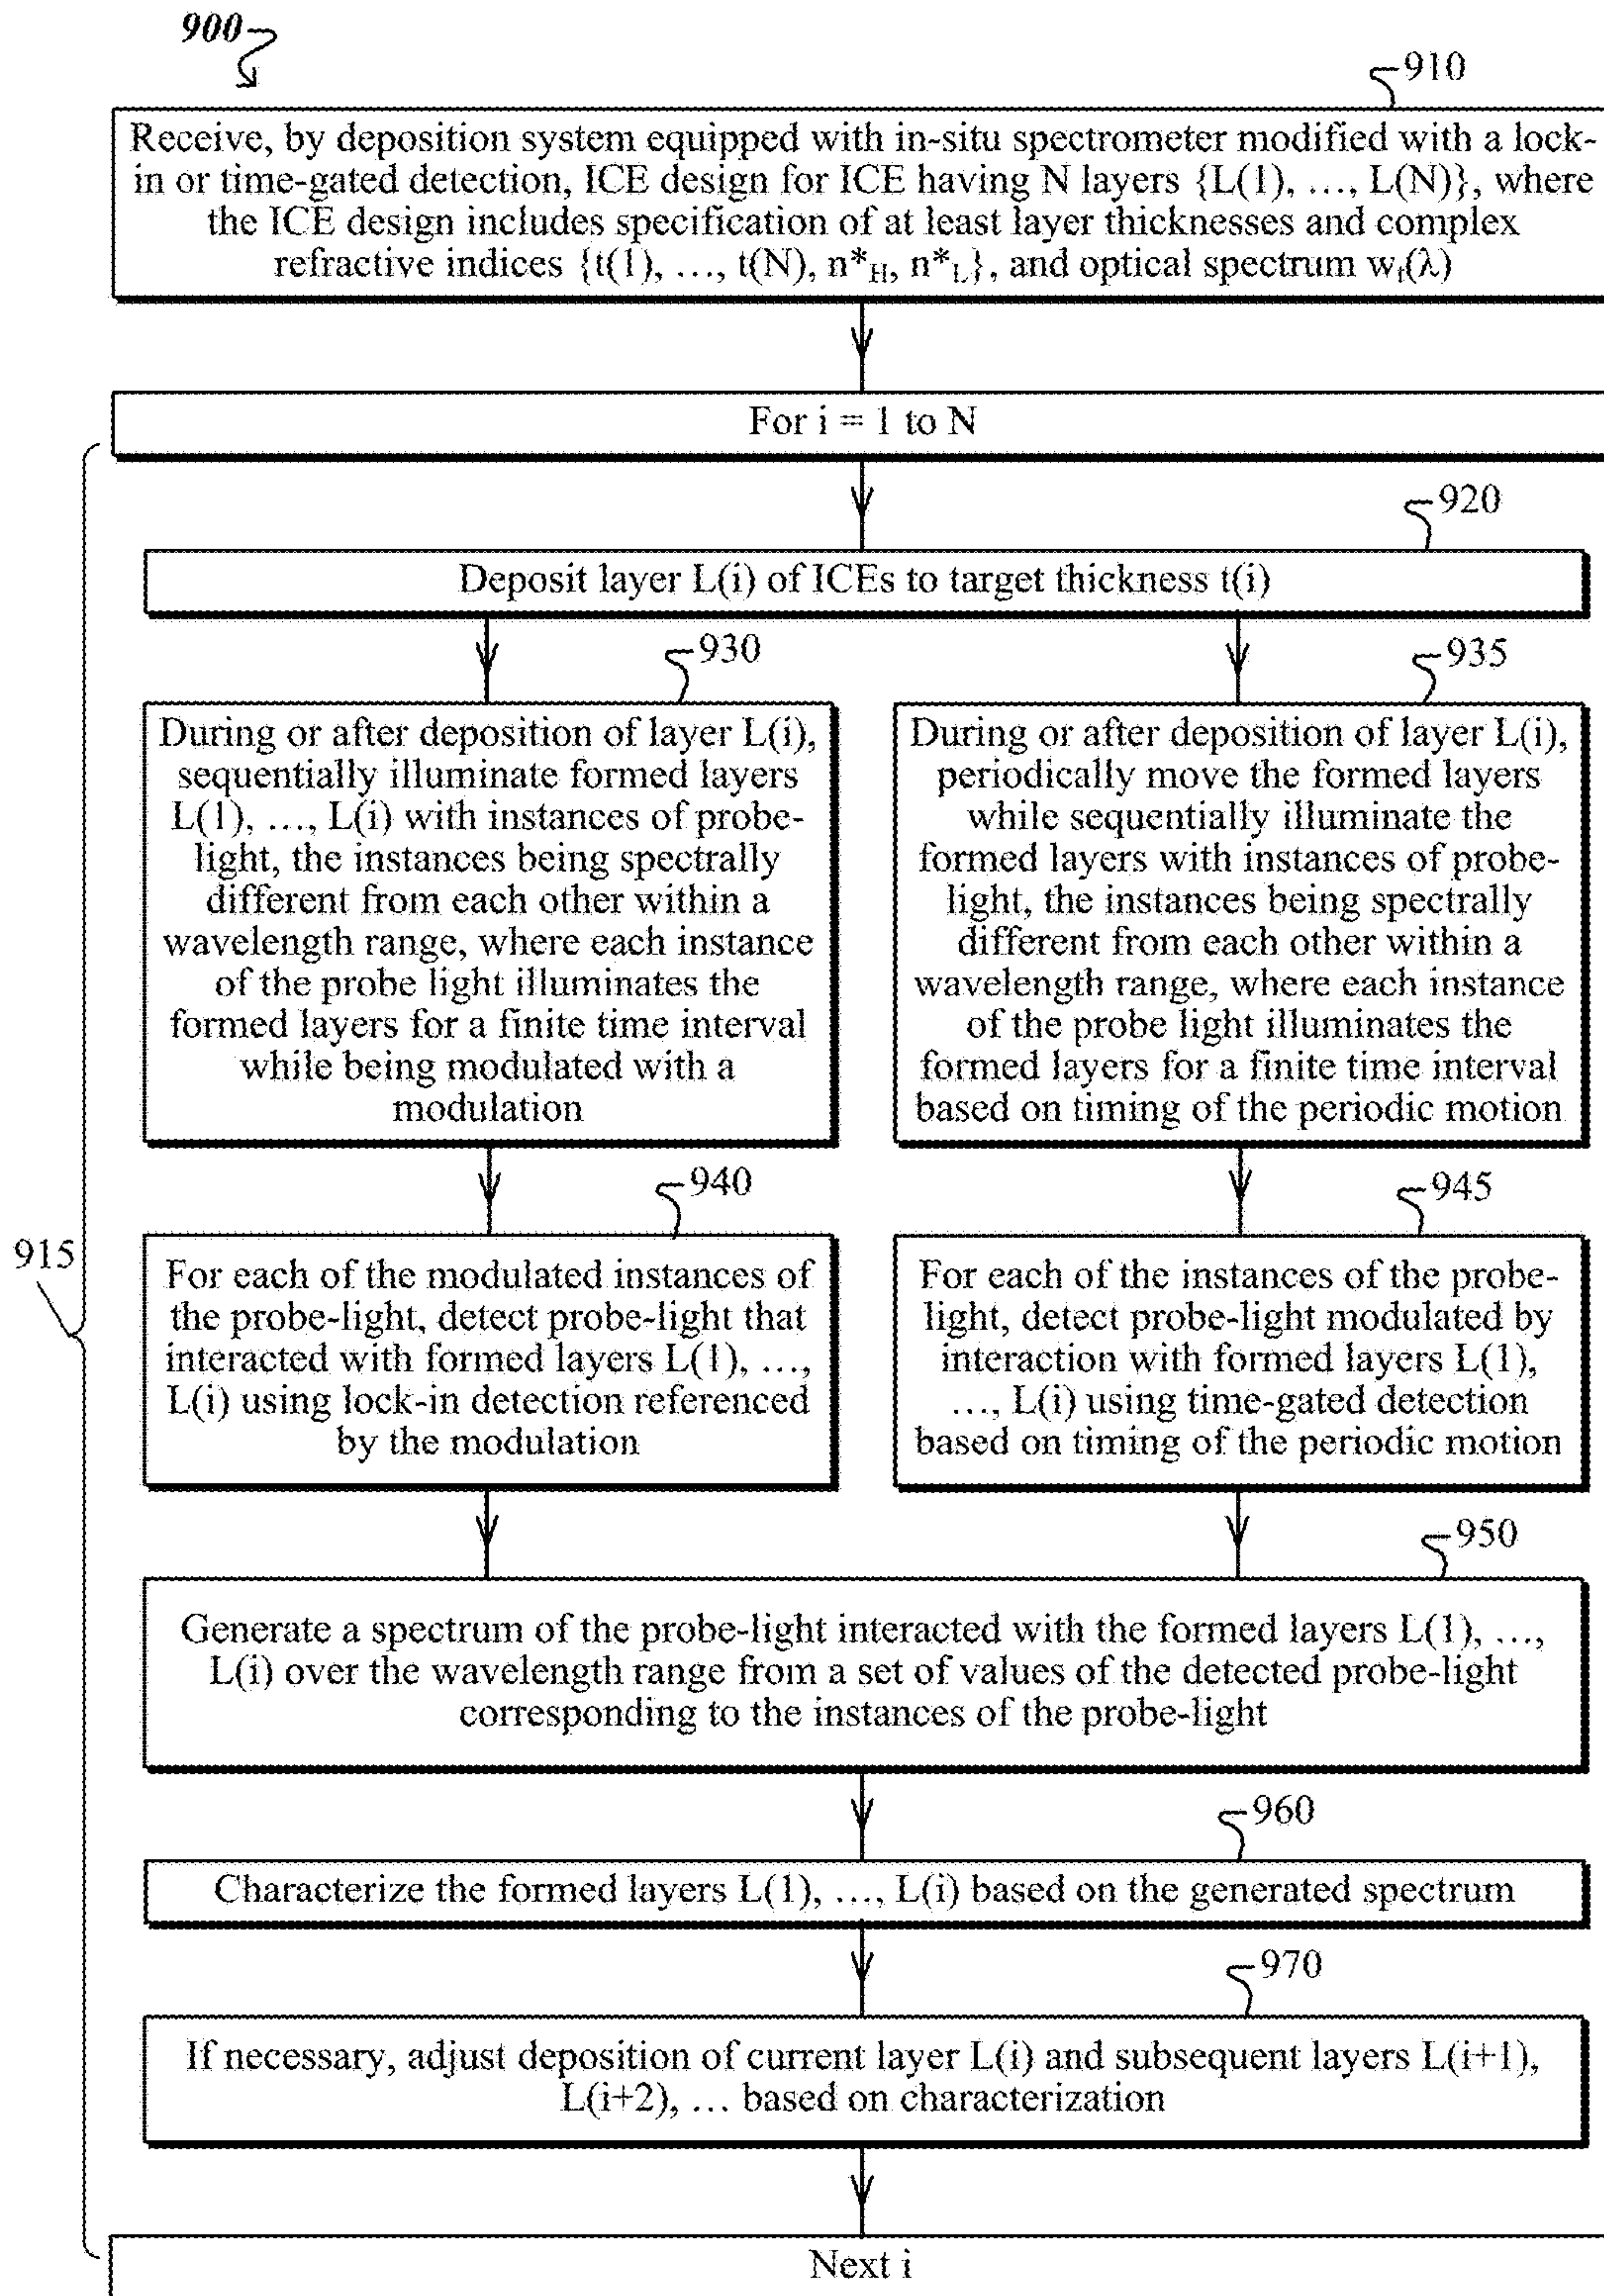 900
910
Receive, by deposition system equipped with in-situ spectrometer modified with a lock-
in or time-gated detection, ICE design for ICE having N layers {L(1), …, L(N)}, where
the ICE design includes specification of at least layer thicknesses and complex
refractive indices {t(1), …, t(N), n*H, n*L}, and optical spectrum wt(λ)
For i = 1 to N
920
Deposit layer L(i) of ICEs to target thickness t(i)
930
During or after deposition of layer L(i),
sequentially illuminate formed layers
L(1), …, L(i) with instances of probe-
light, the instances being spectrally
different from each other within a
wavelength range, where each instance
of the probe light illuminates the
formed layers for a finite time interval
while being modulated with a
modulation
935
During or after deposition of layer L(i),
periodically move the formed layers
while sequentially illuminate the
formed layers with instances of probe-
light, the instances being spectrally
different from each other within a
wavelength range, where each instance
of the probe light illuminates the
formed layers for a finite time interval
based on timing of the periodic motion
915
940
For each of the modulated instances of
the probe-light, detect probe-light that
interacted with formed layers L(1), …,
L(i) using lock-in detection referenced
by the modulation
945
For each of the instances of the probe-
light, detect probe-light modulated by
interaction with formed layers L(1),
…, L(i) using time-gated detection
based on timing of the periodic motion
950
Generate a spectrum of the probe-light interacted with the formed layers L(1), …,
L(i) over the wavelength range from a set of values of the detected probe-light
corresponding to the instances of the probe-light
960
Characterize the formed layers L(1), …, L(i) based on the generated spectrum
970
If necessary, adjust deposition of current layer L(i) and subsequent layers L(i+1),
L(i+2), … based on characterization
Next i